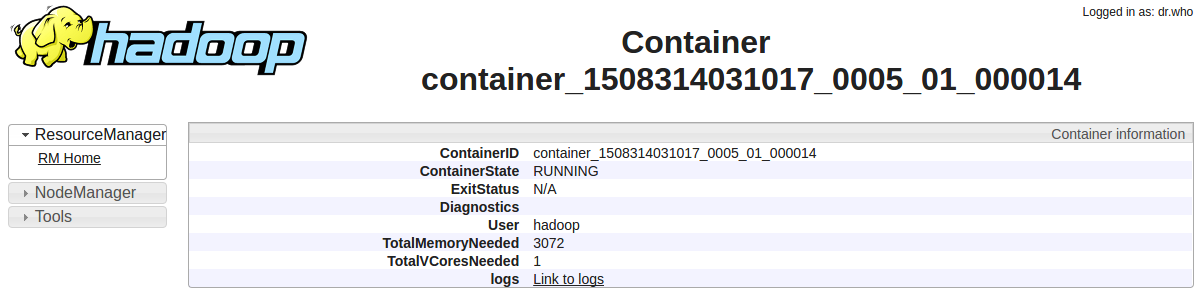 Logged in as: dr.who
hadoop
Container
container_1508314031017_0005_01_000014
ResourceManager
RM Home
NodeManager
Tools
Container information
ContainerID container_1508314031017_0005_01_000014
ContainerState RUNNING
ExitStatus N/A
Diagnostics
User hadoop
TotalMemoryNeeded 3072
TotalVCoresNeeded 1
logs Link to logs